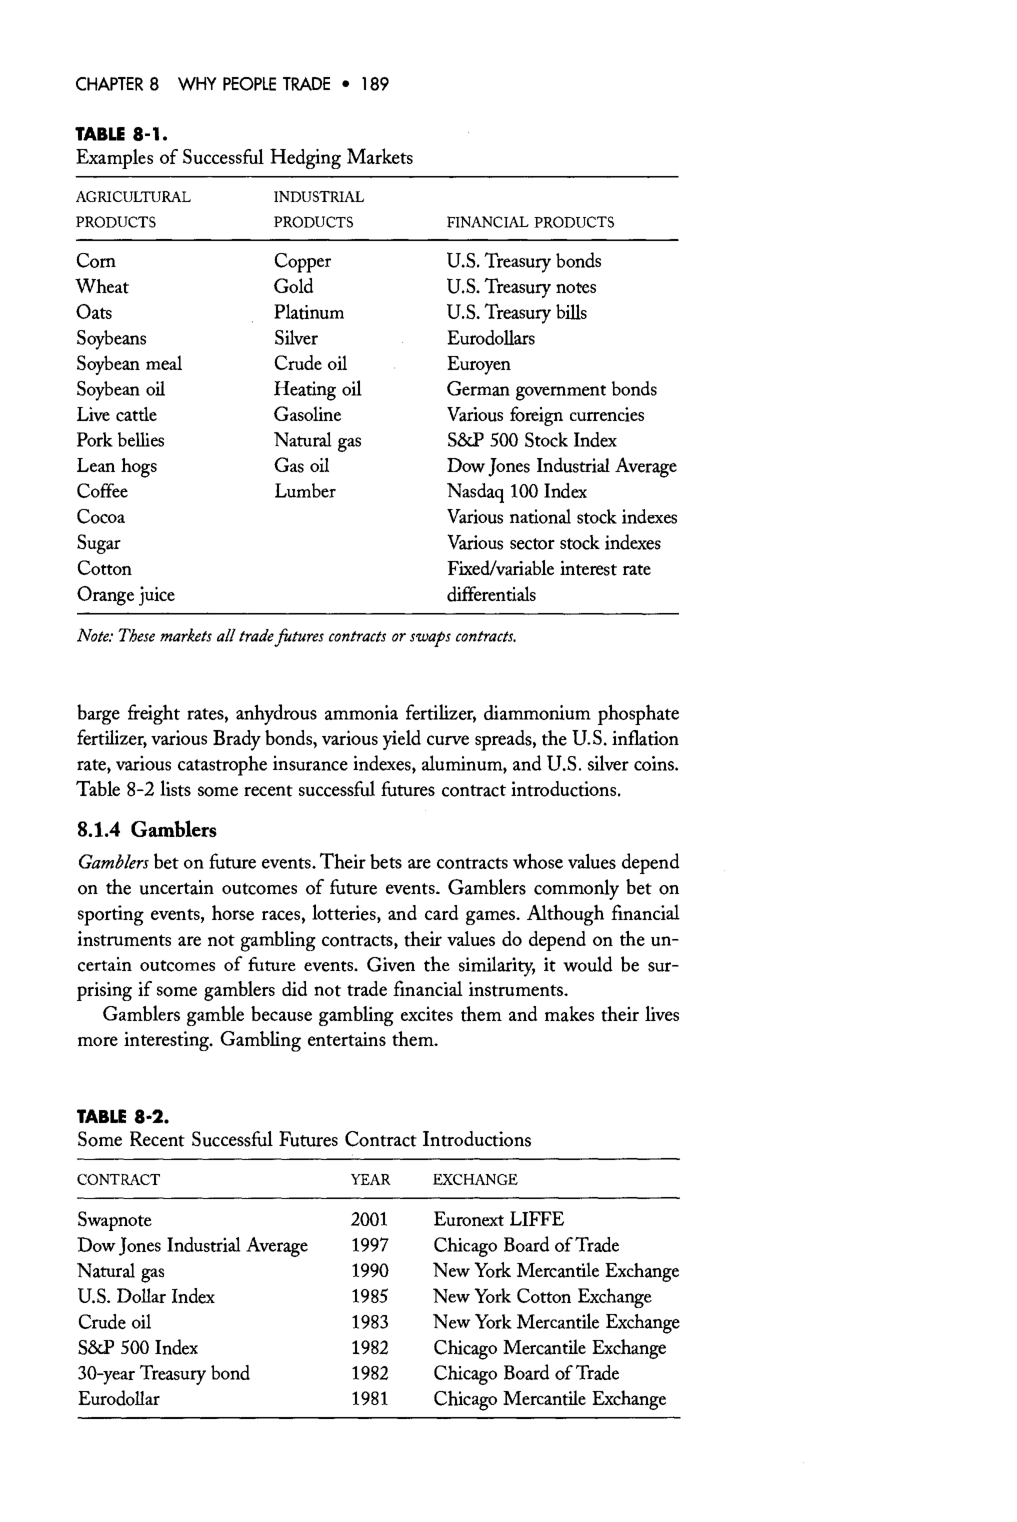 CHAPTER 8 WHY PEOPLE TRADE • 189
TABLE 8-1.
Examples of Successful Hedging Markets
AGRICULTURAL PRODUCTS INDUSTRIAL PRODUCTS FINANCIAL PRODUCTS
Corn Copper U.S. Treasury bonds
Wheat Gold U.S. Treasury notes
Oats Platinum U.S. Treasury bills
Soybeans Silver Eurodollars
Soybean meal Crude oil Euroyen
Soybean oil Heating oil German government bonds
Live cattle Gasoline Various foreign currencies
Pork bellies Natural gas S&P 500 Stock Index
Lean hogs Gas oil Dow Jones Industrial Average
Coffee Lumber Nasdaq 100 Index
Cocoa Various national stock indexes
Sugar Various sector stock indexes
Cotton Fixed/variable interest rate
Orange juice differentials
Note: These markets all trade futures contracts or swaps contracts.
barge freight rates, anhydrous ammonia fertilizer, diammonium phosphate
fertilizer, various Brady bonds, various yield curve spreads, the U.S. inflation
rate, various catastrophe insurance indexes, aluminum, and U.S. silver coins.
Table 8-2 lists some recent successful futures contract introductions.
8.1.4 Gamblers
Gamblers bet on future events. Their bets are contracts whose values depend
on the uncertain outcomes of future events. Gamblers commonly bet on
sporting events, horse races, lotteries, and card games. Although financial
instruments are not gambling contracts, their values do depend on the un-
certain outcomes of future events. Given the similarity, it would be sur-
prising if some gamblers did not trade financial instruments.
Gamblers gamble because gambling excites them and makes their lives
more interesting. Gambling entertains them.
TABLE 8-2.
Some Recent Successful Futures Contract Introductions
CONTRACT YEAR EXCHANGE
Swapnote 2001 Euronext LIFFE
Dow Jones Industrial Average 1997 Chicago Board of Trade
Natural gas 1990 New York Mercantile Exchange
U.S. Dollar Index 1985 New York Cotton Exchange
Crude oil 1983 New York Mercantile Exchange
S&P 500 Index 1982 Chicago Mercantile Exchange
30-year Treasury bond 1982 Chicago Board of Trade
Eurodollar 1981 Chicago Mercantile Exchange